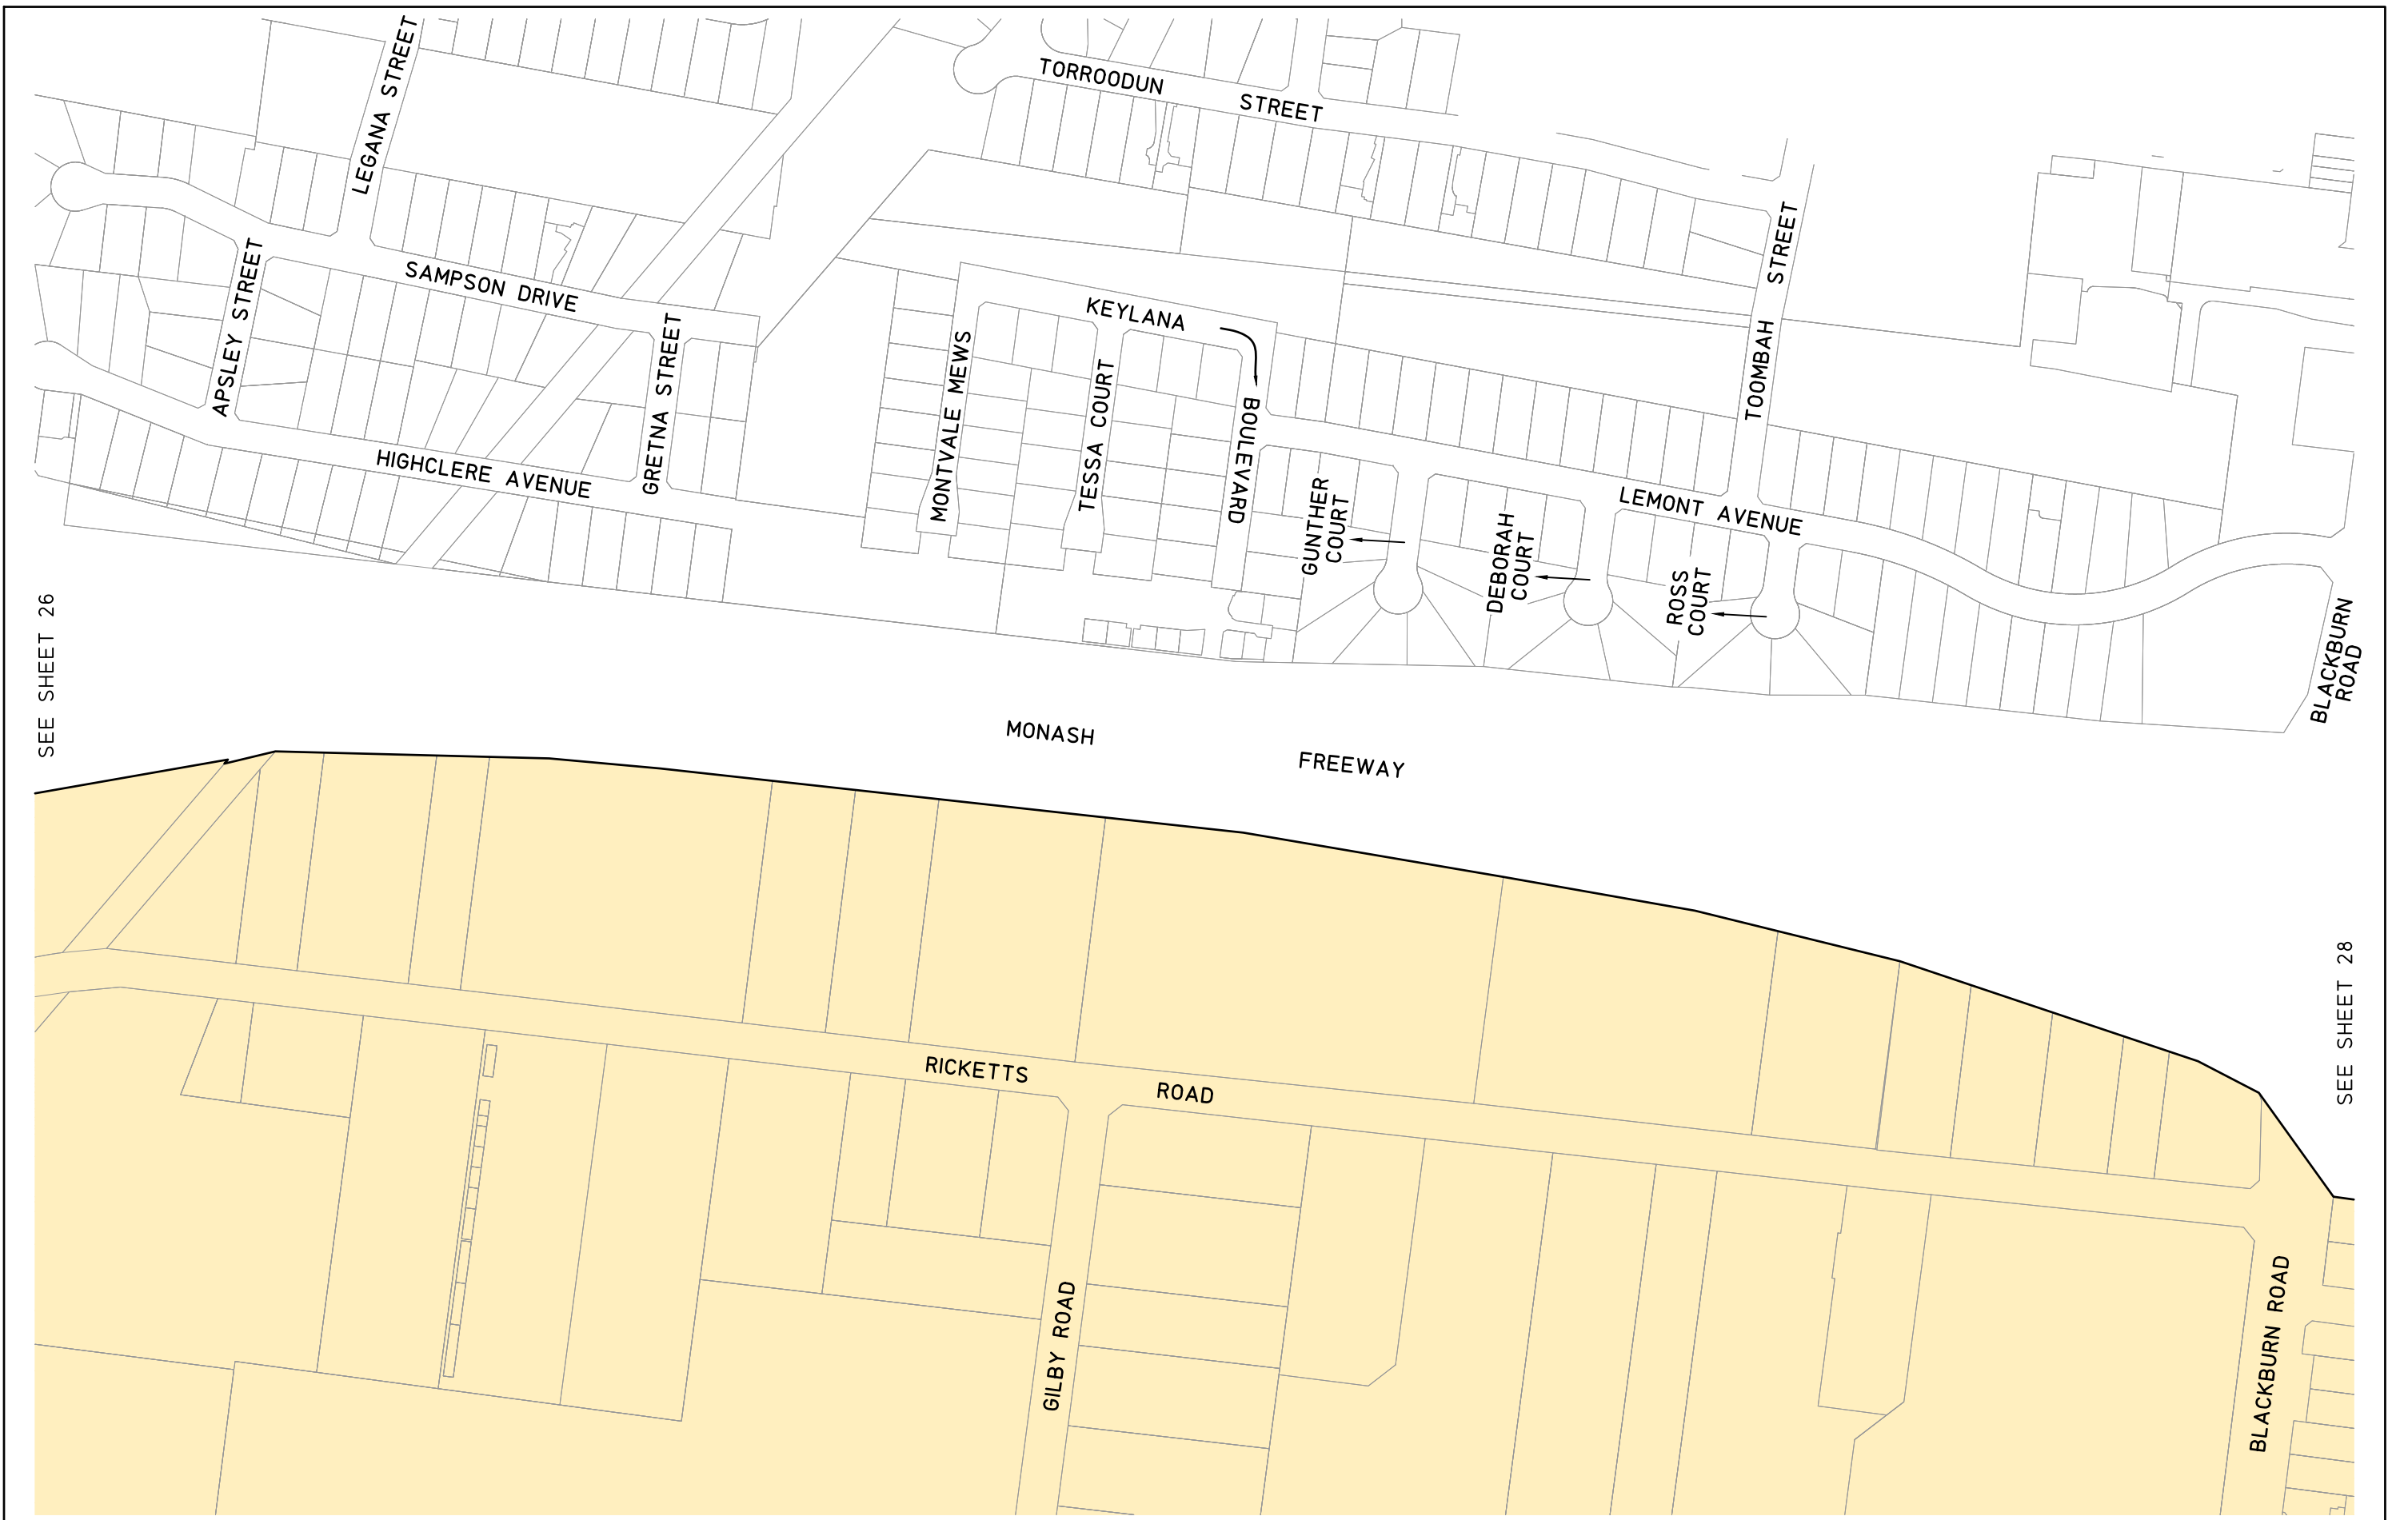 LEGANA STREET
TORROODUN STREET
TOOMBAH STREET
SAMPSON DRIVE
APSLEY STREET
GRETNA STREET
KEYLANA BOULEVARD
MONTVALE MEWS
TESSA COURT
HIGHCLERE AVENUE
GUNTHER
COURT
DEBORAH
COURT
ROSS
COURT
LEMONT AVENUE
BLACKBURN
ROAD
SEE SHEET 26
MONASH FREEWAY
SEE SHEET 28
RICKETTS ROAD
GILBY ROAD
BLACKBURN ROAD